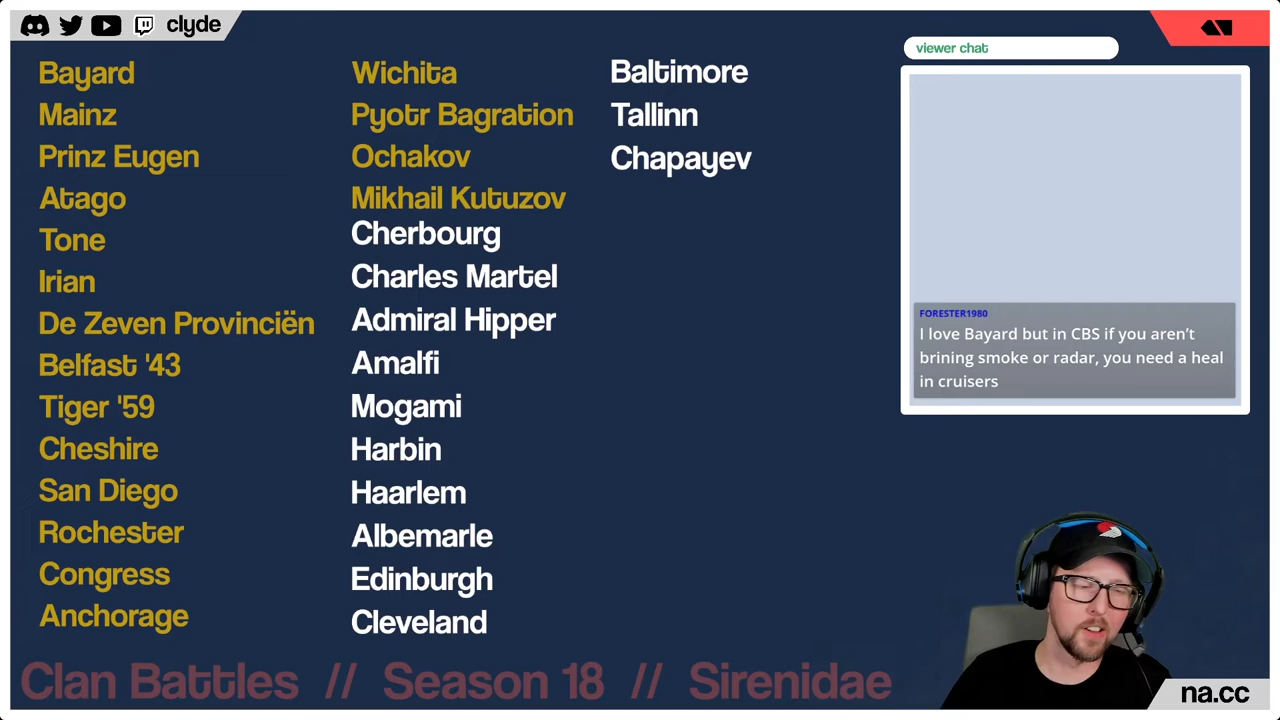 clyde
Bayard
Mainz
Prinz Eugen
Atago
Tone
Irian
De Zeven Provinciën
Belfast '43
Tiger '59
Cheshire
San Diego
Rochester
Congress
Anchorage
Wichita
Pyotr Bagration
Ochakov
Mikhail Kutuzov
Cherbourg
Charles Martel
Admiral Hipper
Amalfi
Mogami
Harbin
Haarlem
Albemarle
Edinburgh
Cleveland
Baltimore
Tallinn
Chapayev
viewer chat
FORESTER1980
I love Bayard but in CBS if you aren't
brining smoke or radar, you need a heal
in cruisers
Clan Battles // Season 18 // Sirenidae
na.cc